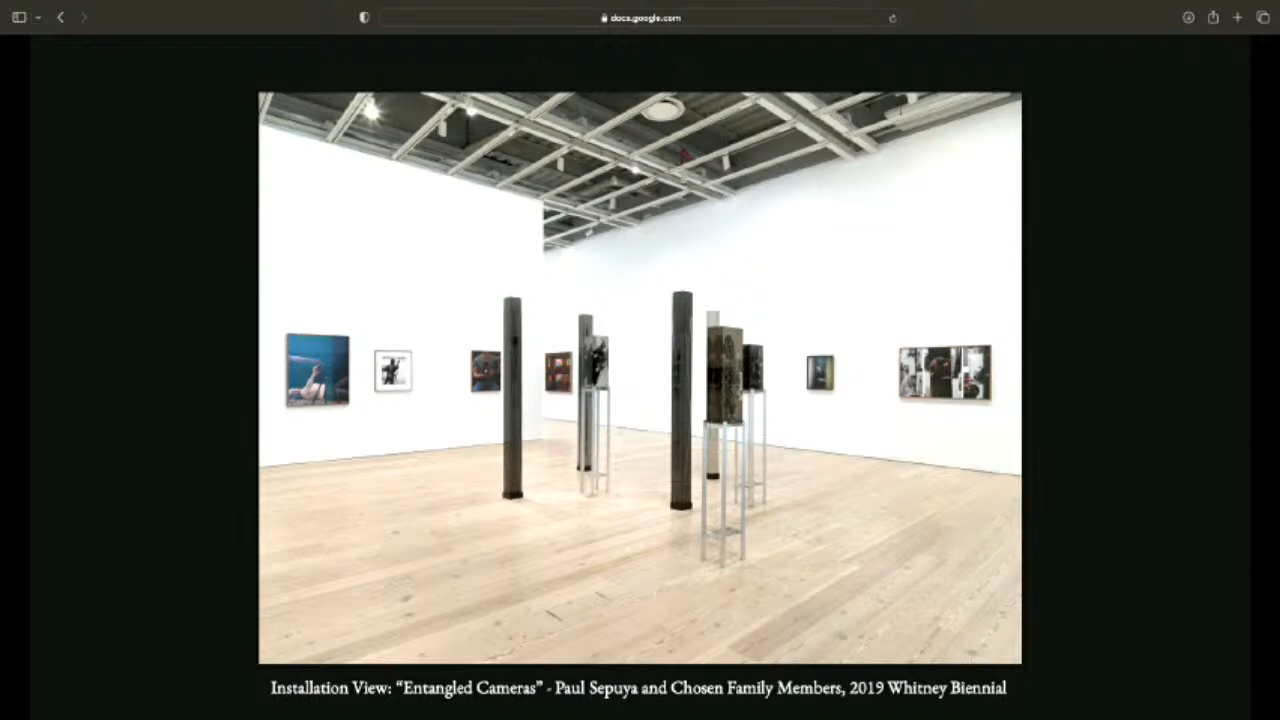 docs.google.com
Installation View: “Entangled Cameras” - Paul Sepuya and Chosen Family Members, 2019 Whitney Biennial